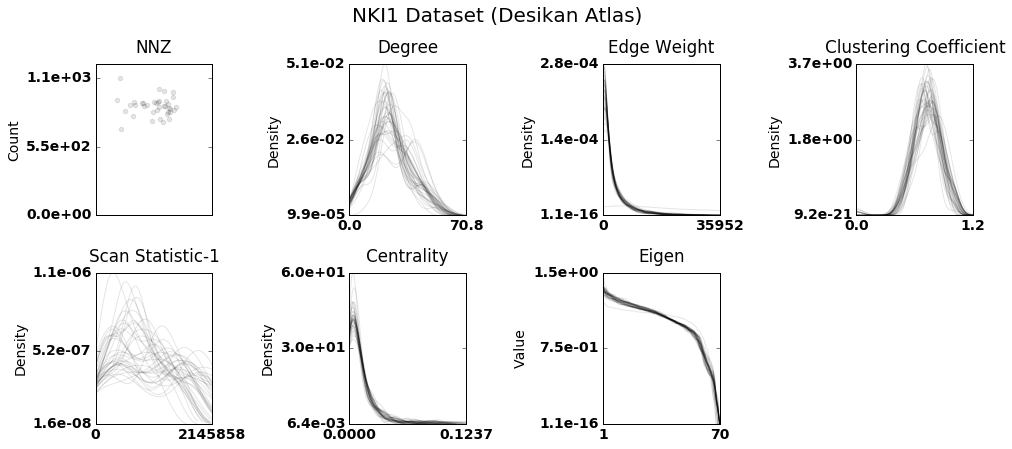 NKI1 Dataset (Desikan Atlas)
NNZ
Count
1.1e+03
5.5e+02
0.0e+00
Degree
Density
5.1e-02
2.6e-02
9.9e-05
0.0 70.8
Edge Weight
Density
2.8e-04
1.4e-04
1.1e-16
0 35952
Clustering Coefficient
Density
3.7e+00
1.8e+00
9.2e-21
0.0 1.2
Scan Statistic-1
Density
1.1e-06
5.2e-07
1.6e-08
0 2145858
Centrality
Density
6.0e+01
3.0e+01
6.4e-03
0.0000 0.1237
Eigen
Value
1.5e+00
7.5e-01
1.1e-16
1 70